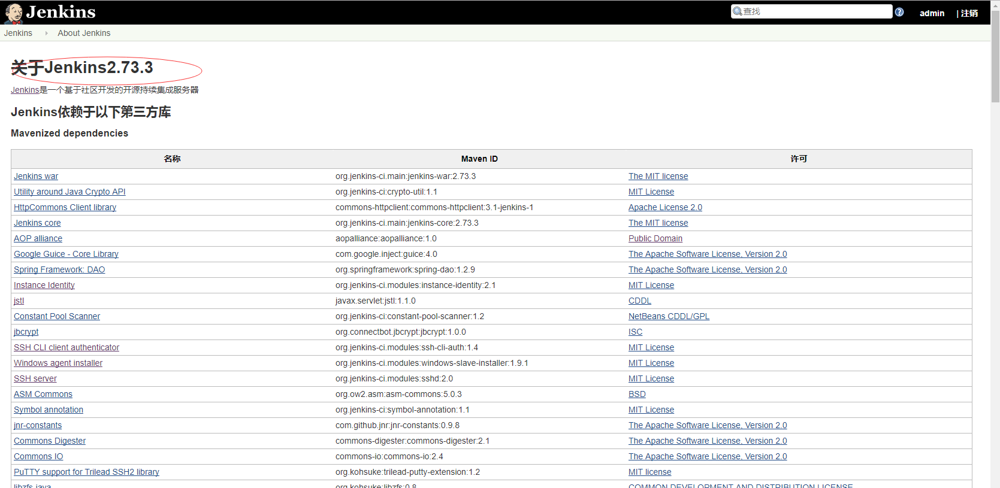 Jenkins
查找
admin
| 注销
Jenkins About Jenkins
关于Jenkins2.73.3
Jenkins是一个基于社区开发的开源持续集成服务器
Jenkins依赖于以下第三方库
Mavenized dependencies
名称 Maven ID 许可
Jenkins war org.jenkins-ci.main:jenkins-war:2.73.3 The MIT license
Utility around Java Crypto API org.jenkins-ci:crypto-util:1.1 MIT License
HttpCommons Client library commons-httpclient:commons-httpclient:3.1-jenkins-1 Apache License 2.0
Jenkins core org.jenkins-ci.main:jenkins-core:2.73.3 The MIT license
AOP alliance aopalliance:aopalliance:1.0 Public Domain
Google Guice - Core Library com.google.inject:guice:4.0 The Apache Software License, Version 2.0
Spring Framework: DAO org.springframework:spring-dao:1.2.9 The Apache Software License, Version 2.0
Instance Identity org.jenkins-ci.modules:instance-identity:2.1 MIT License
jstl javax.servlet:jstl:1.1.0 CDDL
Constant Pool Scanner org.jenkins-ci:constant-pool-scanner:1.2 NetBeans CDDL/GPL
jbcrypt org.connectbot.jbcrypt:jbcrypt:1.0.0 ISC
SSH CLI client authenticator org.jenkins-ci.modules:ssh-cli-auth:1.4 MIT License
Windows agent installer org.jenkins-ci.modules:windows-slave-installer:1.9.1 MIT License
SSH server org.jenkins-ci.modules:sshd:2.0 MIT License
ASM Commons org.ow2.asm:asm-commons:5.0.3 BSD
Symbol annotation org.jenkins-ci:symbol-annotation:1.1 MIT License
jnr-constants com.github.jnr:jnr-constants:0.9.8 The Apache Software License, Version 2.0
Commons Digester commons-digester:commons-digester:2.1 The Apache Software License, Version 2.0
Commons IO commons-io:commons-io:2.4 The Apache Software License, Version 2.0
PuTTY support for Trilead SSH2 library org.kohsuke:trilead-putty-extension:1.2 MIT license
libzfs java org.kohsuke:libzfs:0.8 COMMON DEVELOPMENT AND DISTRIBUTION LICENSE